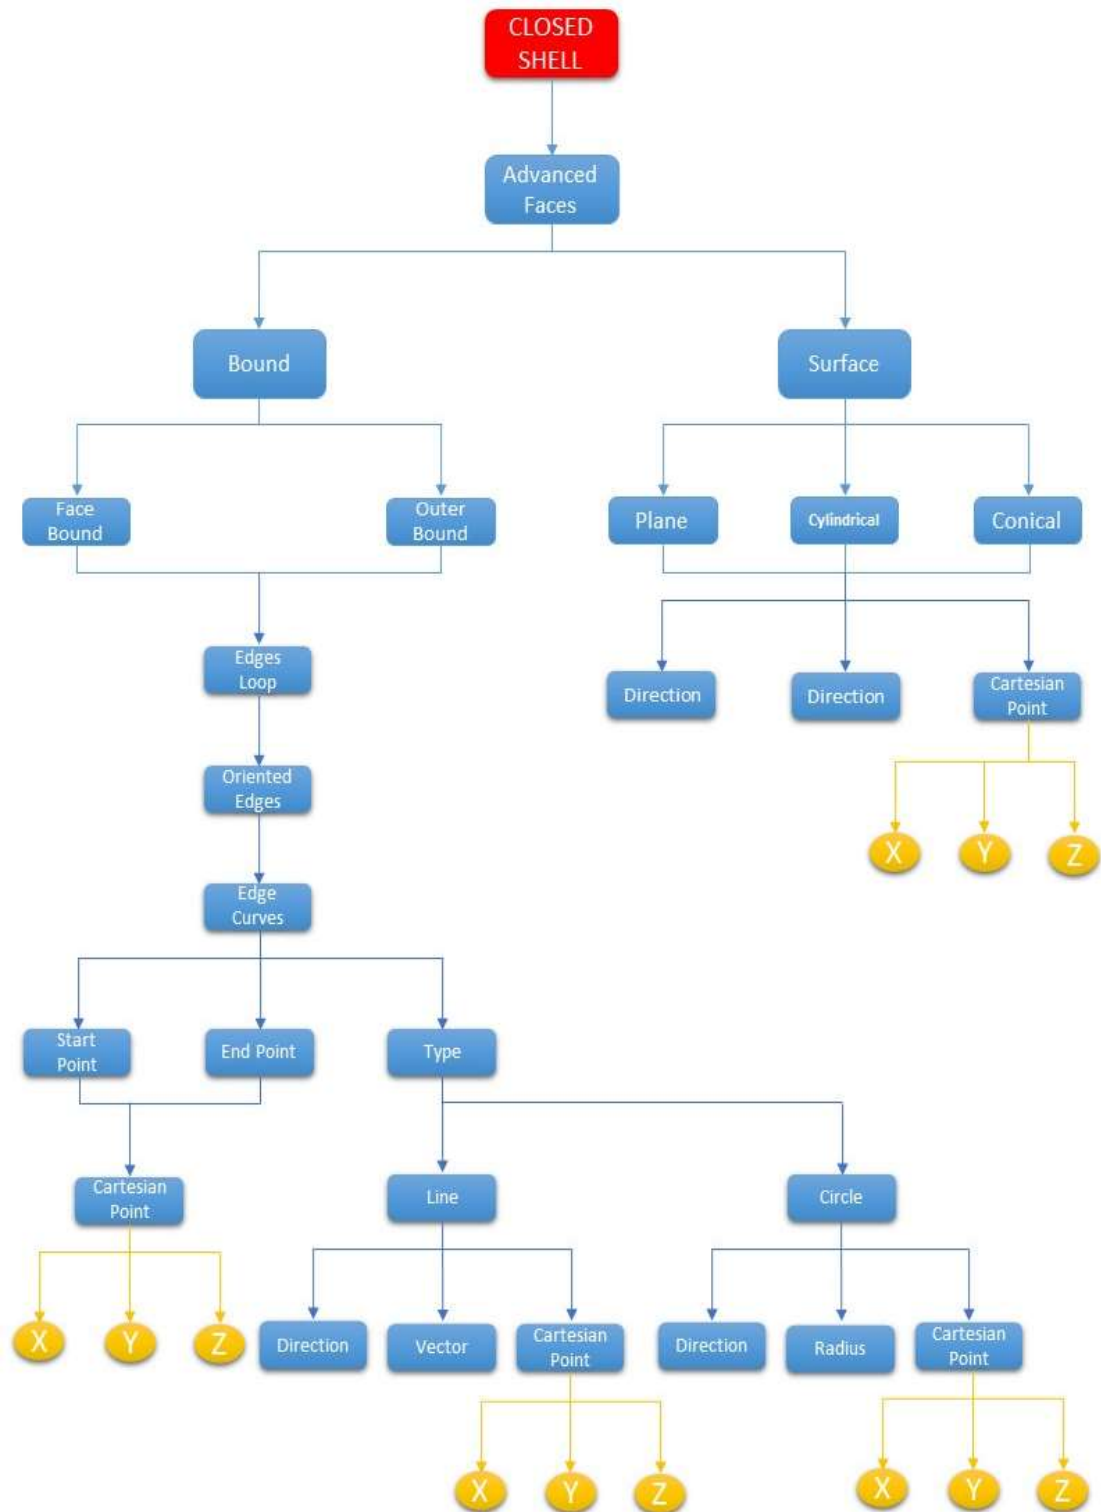 CLOSED
SHELL
Advanced
Faces
Bound
Surface
Face
Bound
Outer
Bound
Plane
Cylindrical
Conical
Edges
Loop
Direction
Direction
Cartesian
Point
Oriented
Edges
X
Y
Z
Edge
Curves
Start
Point
End Point
Type
Cartesian
Point
Line
Circle
X
Y
Z
Direction
Vector
Cartesian
Point
Direction
Radius
Cartesian
Point
X
Y
Z
X
Y
Z